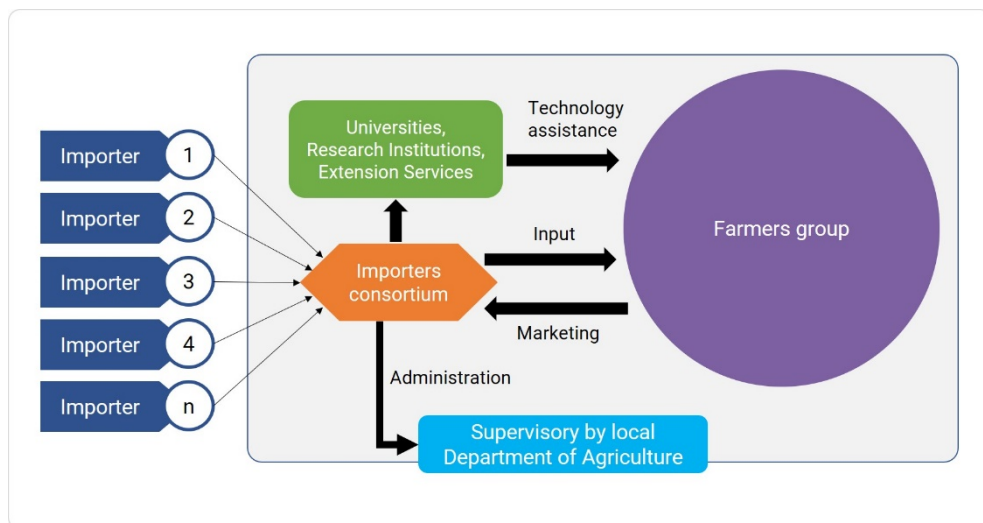 Importer 1
Importer 2
Importer 3
Importer 4
Importer n
Universities,
Research Institutions,
Extension Services
Technology
assistance
Importers
consortium
Input
Marketing
Farmers group
Administration
Supervisory by local
Department of Agriculture